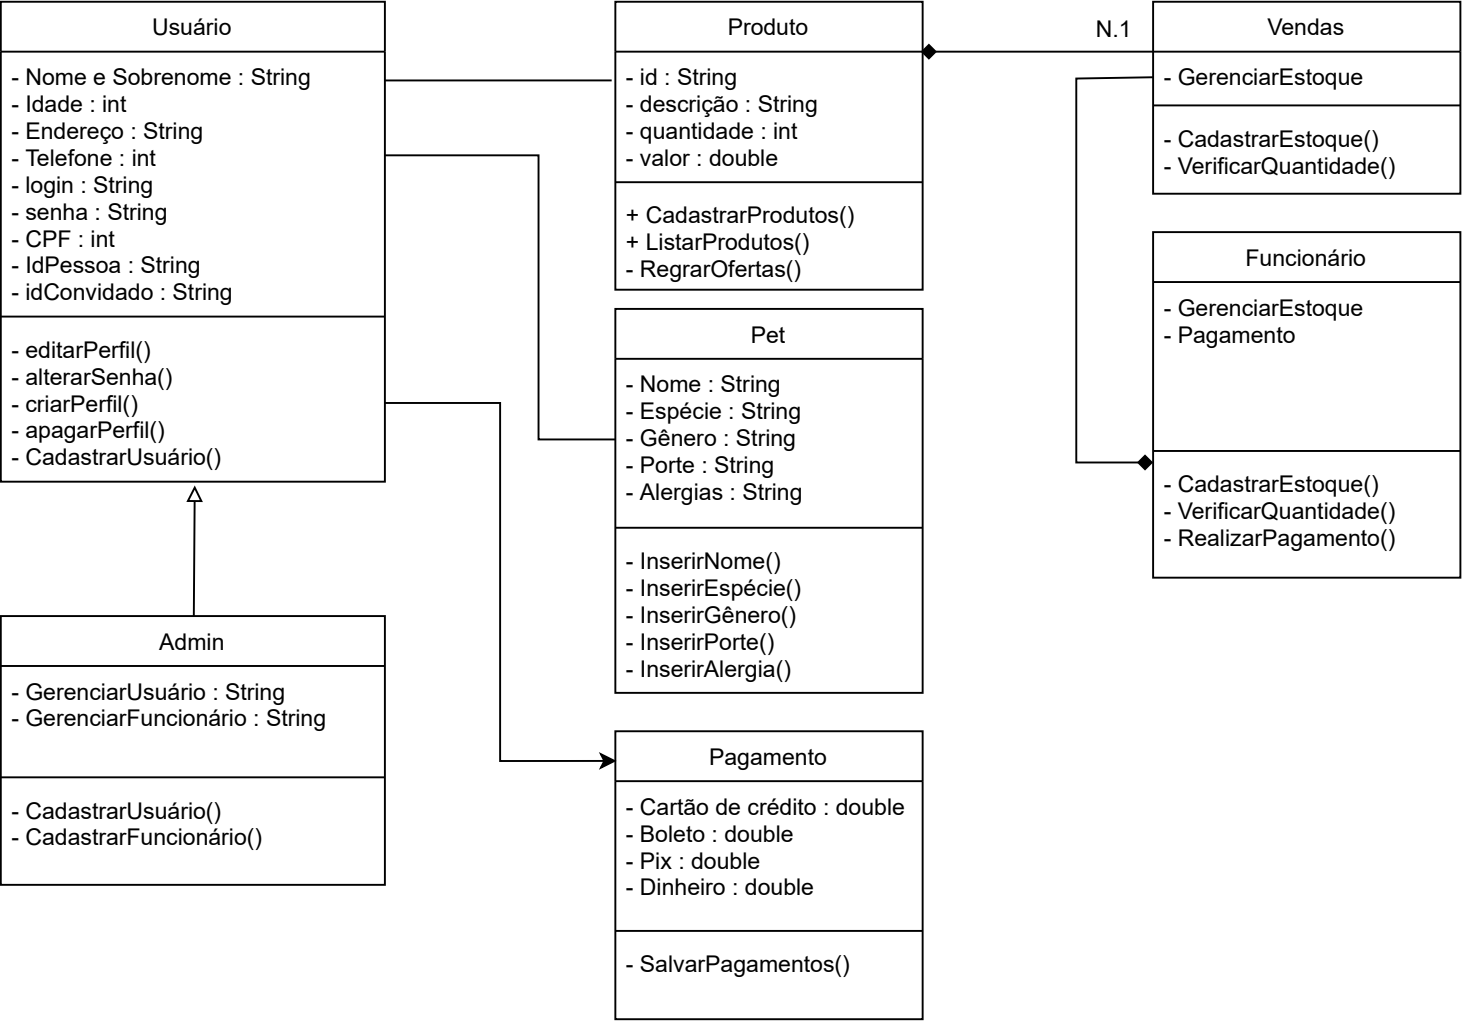 Usuário
- Nome e Sobrenome : String
- Idade : int
- Endereço : String
- Telefone : int
- login : String
- senha : String
- CPF : int
- IdPessoa : String
- idConvidado : String
- editarPerfil()
- alterarSenha()
- criarPerfil()
- apagarPerfil()
- CadastrarUsuário()
Admin
- GerenciarUsuário : String
- GerenciarFuncionário : String
- CadastrarUsuário()
- CadastrarFuncionário()
Produto
- id : String
- descrição : String
- quantidade : int
- valor : double
+ CadastrarProdutos()
+ ListarProdutos()
- RegrarOfertas()
Pet
- Nome : String
- Espécie : String
- Gênero : String
- Porte : String
- Alergias : String
- InserirNome()
- InserirEspécie()
- InserirGênero()
- InserirPorte()
- InserirAlergia()
Pagamento
- Cartão de crédito : double
- Boleto : double
- Pix : double
- Dinheiro : double
- SalvarPagamentos()
N.1
Vendas
- GerenciarEstoque
- CadastrarEstoque()
- VerificarQuantidade()
Funcionário
- GerenciarEstoque
- Pagamento
- CadastrarEstoque()
- VerificarQuantidade()
- RealizarPagamento()